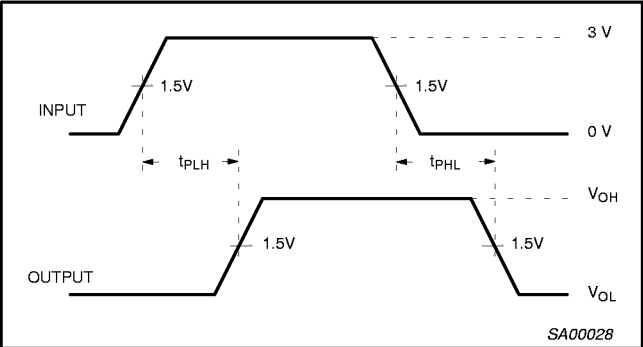 3 V
1.5V
1.5V
INPUT
0 V
tPLH
tPHL
VOH
1.5V
1.5V
OUTPUT
VOL
SA00028